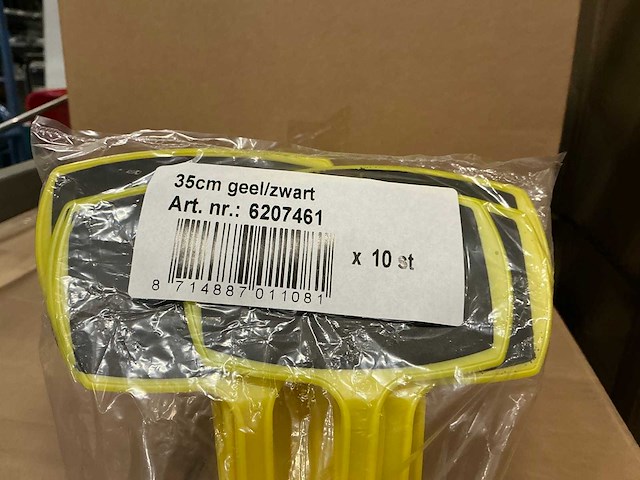 35cm geel/zwart
Art. nr.: 6207461
x 10 st
8 714887 011081